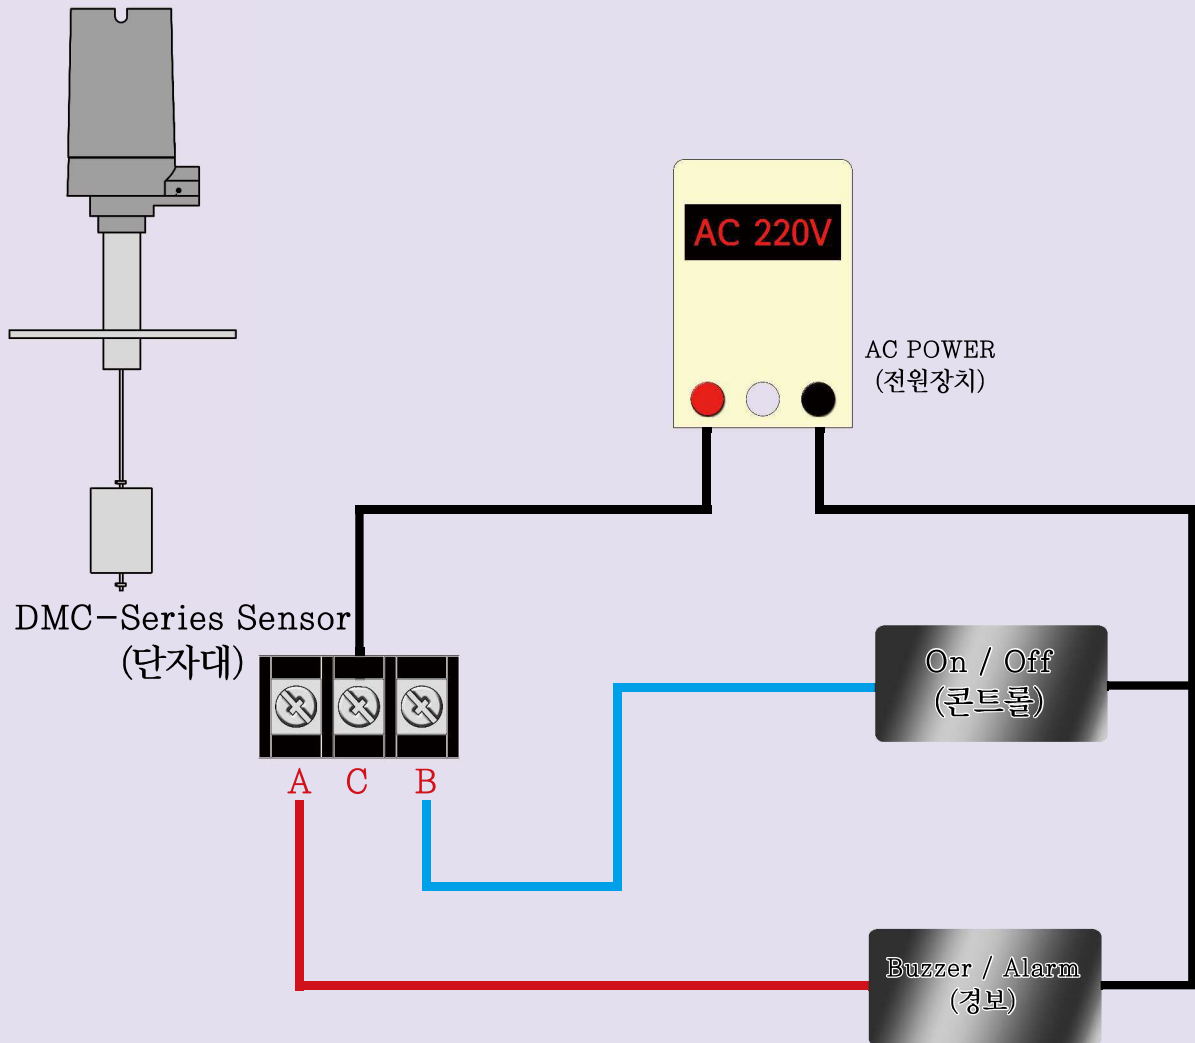 AC 220V
AC POWER
(전원장치)
DMC-Series Sensor
(단자대)
On / Off
(콘트롤)
A C B
Buzzer / Alarm
(경보)